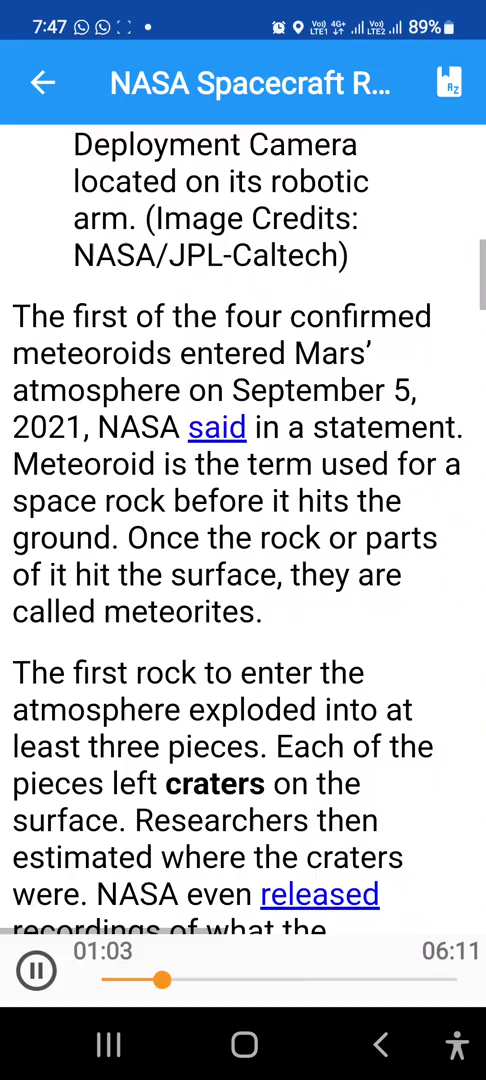 7:47 89%
NASA Spacecraft R...
Deployment Camera
located on its robotic
arm. (Image Credits:
NASA/JPL-Caltech)
The first of the four confirmed
meteoroids entered Mars’
atmosphere on September 5,
2021, NASA said in a statement.
Meteoroid is the term used for a
space rock before it hits the
ground. Once the rock or parts
of it hit the surface, they are
called meteorites.
The first rock to enter the
atmosphere exploded into at
least three pieces. Each of the
pieces left craters on the
surface. Researchers then
estimated where the craters
were. NASA even released
recordings of what the
01:03 06:11